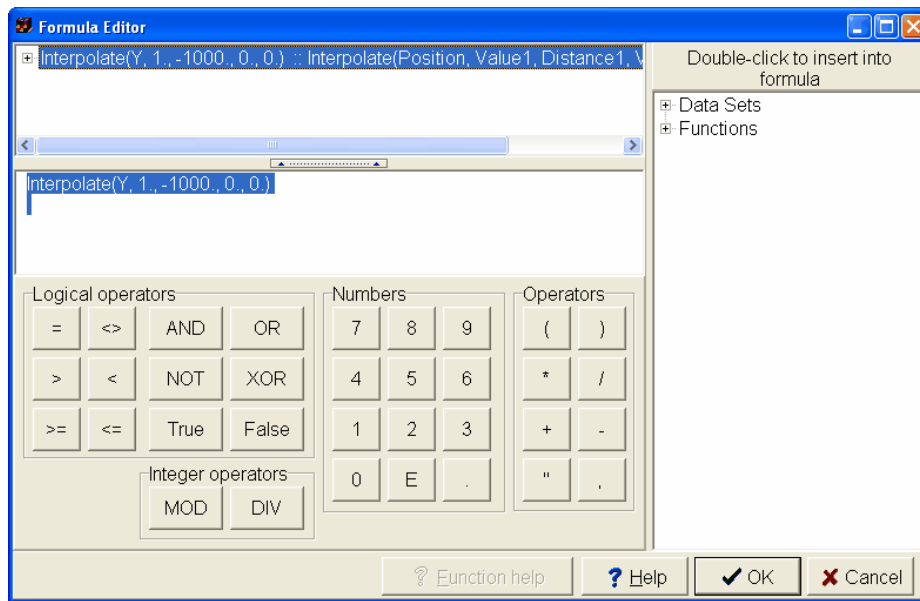 Formula Editor
Interpolate(Y, 1., -1000., 0., 0.) :: Interpolate(Position, Value1, Distance1, V
Double-click to insert into
formula
Data Sets
Functions
Interpolate(Y, 1., -1000., 0., 0.)
Logical operators
Numbers
Operators
= <> AND OR 7 8 9 ( )
> < NOT XOR 4 5 6 * /
>= <= True False 1 2 3 + -
Integer operators
0 E . " ,
MOD DIV
? Function help
? Help
OK
Cancel